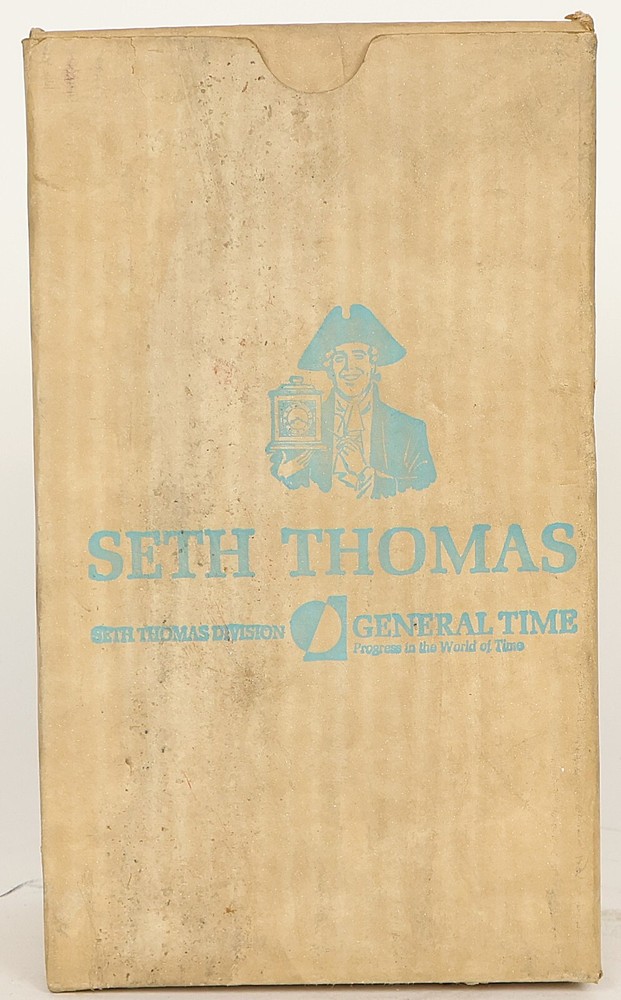 SETH THOMAS
SETH THOMAS DIVISION
GENERAL TIME
Progress in the World of Time